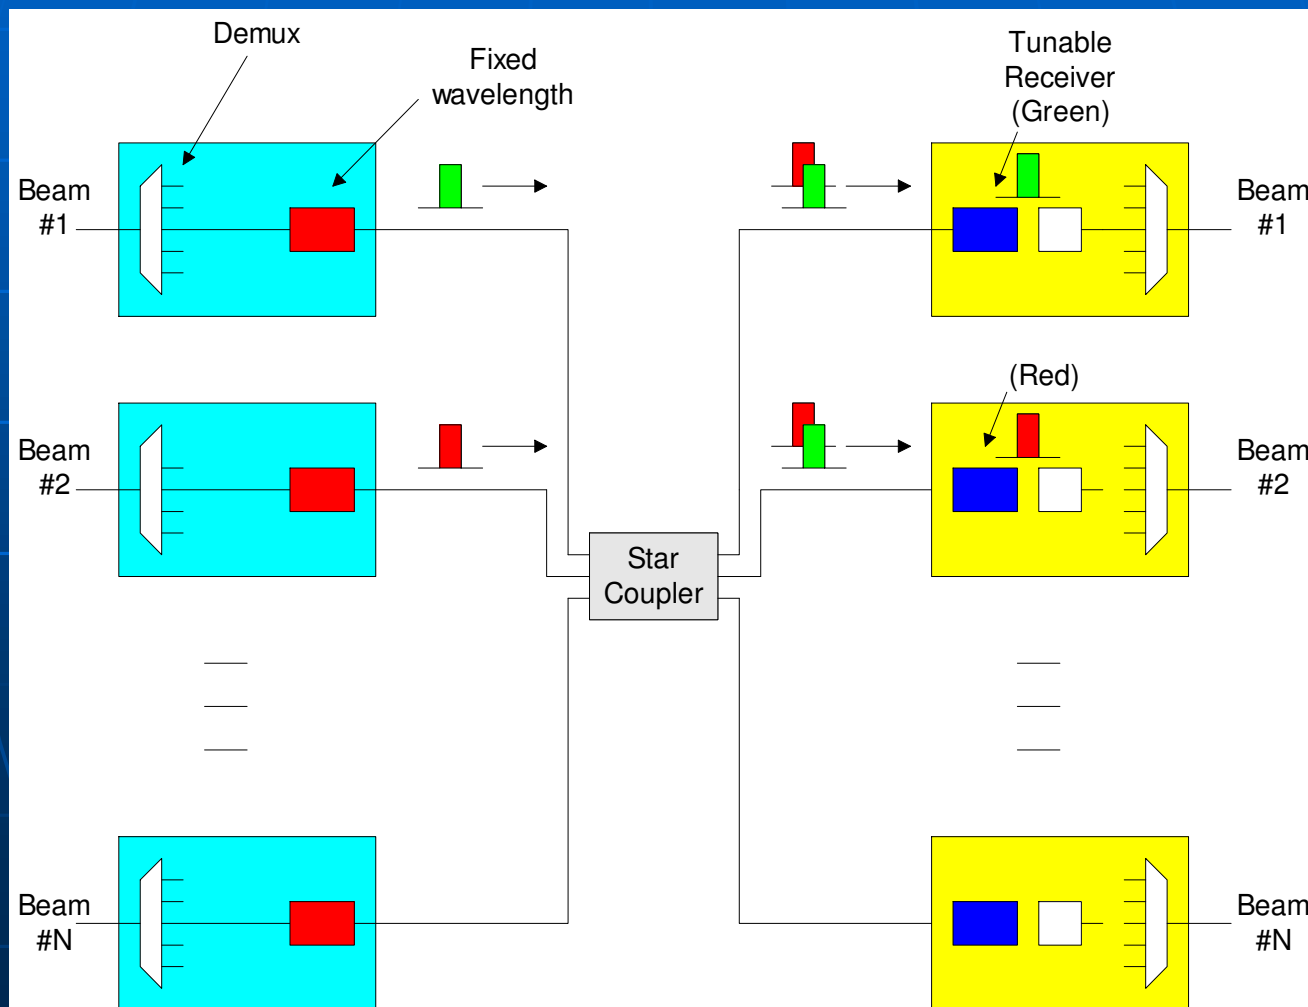 Demux
Fixed
wavelength
Tunable
Receiver
(Green)
Beam
#1
Beam
#1
(Red)
Beam
#2
Beam
#2
Star
Coupler
Beam
#N
Beam
#N